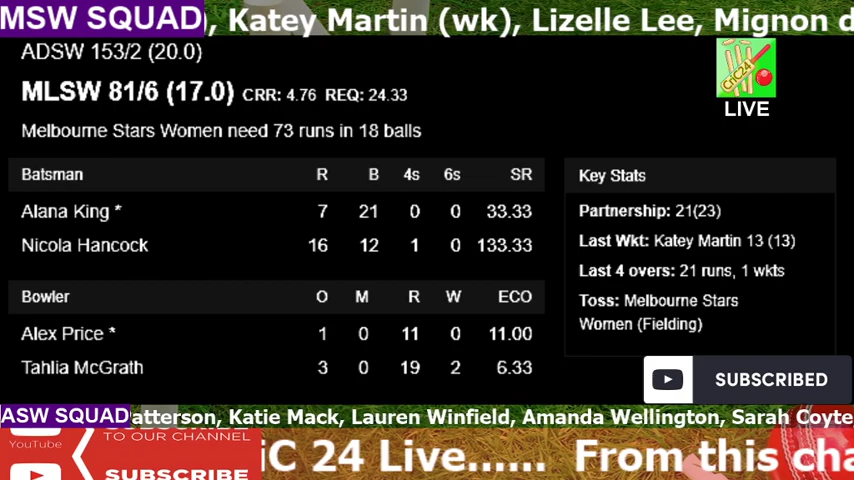 MSW SQUAD ), Katey Martin (wk), Lizelle Lee, Mignon d
ADSW 153/2 (20.0)
MLSW 81/6 (17.0) CRR: 4.76 REQ: 24.33
CriC24
LIVE
Melbourne Stars Women need 73 runs in 18 balls
Batsman R B 4s 6s SR
Alana King * 7 21 0 0 33.33
Nicola Hancock 16 12 1 0 133.33
Bowler O M R W ECO
Alex Price * 1 0 11 0 11.00
Tahlia McGrath 3 0 19 2 6.33
Key Stats
Partnership: 21(23)
Last Wkt: Katey Martin 13 (13)
Last 4 overs: 21 runs, 1 wkts
Toss: Melbourne Stars
Women (Fielding)
SUBSCRIBED
ASW SQUAD atterson, Katie Mack, Lauren Winfield, Amanda Wellington, Sarah Coyte
YouTube
TO OUR CHANNEL
SUBSCRIBE
iC 24 Live...... From this cha